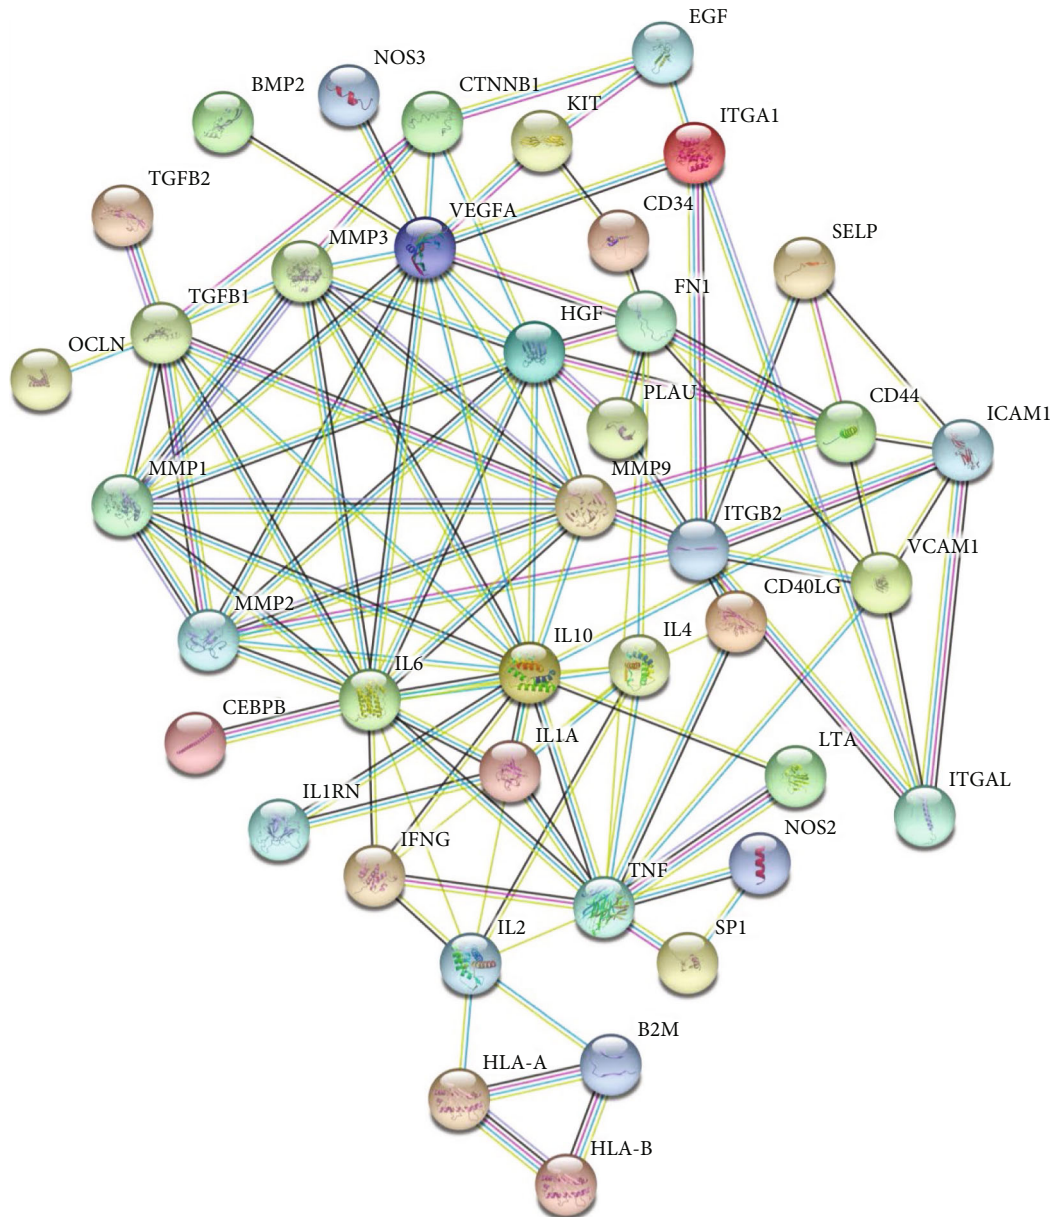 EGF
NOS3
CTNNB1
BMP2
KIT
ITGA1
TGFB2
CD34
VEGFA
MMP3
SELP
TGFB1
FN1
HGF
OCLN
PLAU
CD44
ICAM1
MMP1
MMP9
ITGB2
VCAM1
MMP2
CD40LG
IL10
IL4
IL6
CEBPB
IL1A
LTA
ITGAL
IL1RN
NOS2
IFNG
TNF
IL2
SP1
B2M
HLA-A
HLA-B